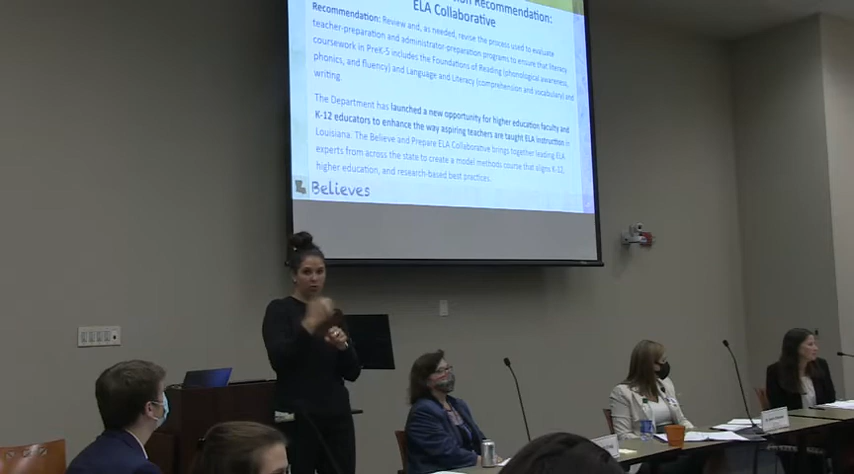 Recommendation:
ELA Collaborative
Recommendation: Review and, as needed, revise the process used to evaluate
teacher-preparation and administrator-preparation programs to ensure that literacy
coursework in PreK-5 includes the Foundations of Reading (phonological awareness,
phonics, and fluency) and Language and Literacy (comprehension and vocabulary) and
writing.
The Department has launched a new opportunity for higher education faculty and
K-12 educators to enhance the way aspiring teachers are taught ELA instruction in
Louisiana. The Believe and Prepare ELA Collaborative brings together leading ELA
experts from across the state to create a model methods course that aligns K-12,
higher education, and research-based best practices.
Believes